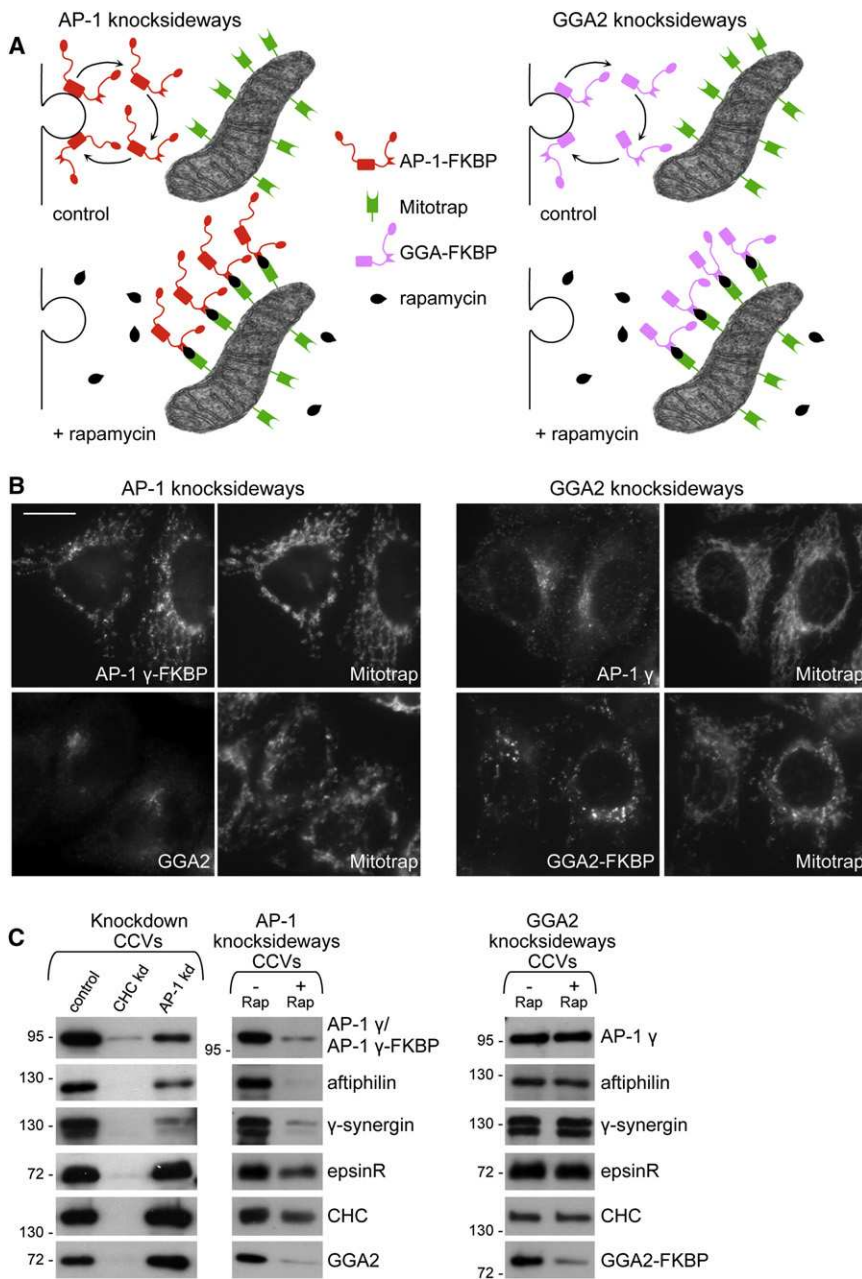 AP-1 knocksideways
GGA2 knocksideways
A
control
AP-1-FKBP
Mitotrap
GGA-FKBP
rapamycin
+ rapamycin
control
+ rapamycin
B
AP-1 knocksideways
GGA2 knocksideways
AP-1 γ-FKBP
Mitotrap
AP-1 γ
Mitotrap
GGA2
Mitotrap
GGA2-FKBP
Mitotrap
C
Knockdown
CCVs
control
CHC kd
AP-1 kd
95 -
130 -
130 -
72 -
130 -
72 -
AP-1
knocksideways
CCVs
- Rap
+ Rap
95 -
AP-1 γ/
AP-1 γ-FKBP
aftiphilin
γ-synergin
epsinR
CHC
GGA2
GGA2
knocksideways
CCVs
- Rap
+ Rap
95 -
130 -
130 -
72 -
130 -
72 -
AP-1 γ
aftiphilin
γ-synergin
epsinR
CHC
GGA2-FKBP